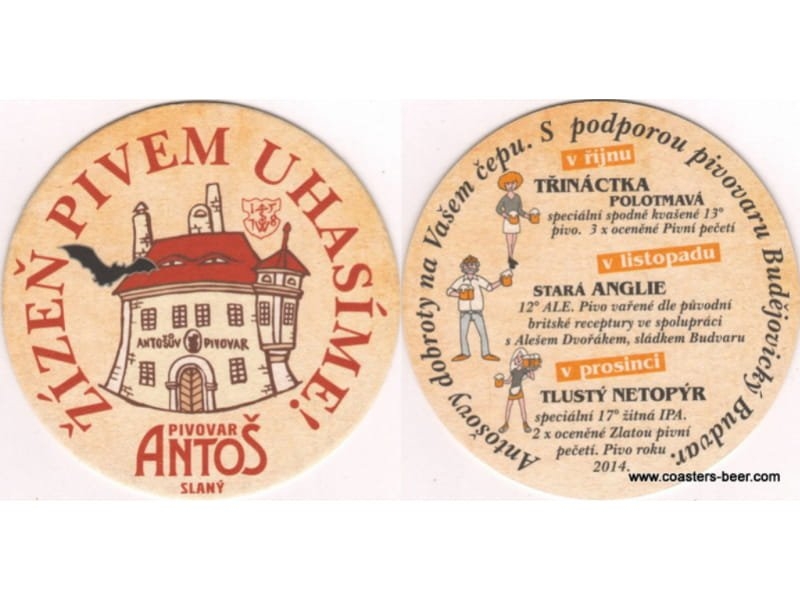 ŽÍZEŇ PIVEM UHASÍME!
ANTOŠŮV PIVOVAR
PIVOVAR
ANTOŠ
SLANÝ
Antošovy dobroty na Vašem čepu. S podporou pivovaru Budějovický Budvar.
v říjnu
TŘINÁCTKA
POLOTMAVÁ
speciální spodně kvašené 13°
pivo. 3 x oceněné Pivní pečetí
v listopadu
STARÁ ANGLIE
12° ALE. Pivo vařené dle původní
britské receptury ve spolupráci
s Alešem Dvořákem, sládkem Budvaru
v prosinci
TLUSTÝ NETOPÝR
speciální 17° žitná IPA.
2 x oceněné Zlatou pivní
pečetí. Pivo roku
2014.
www.coasters-beer.com